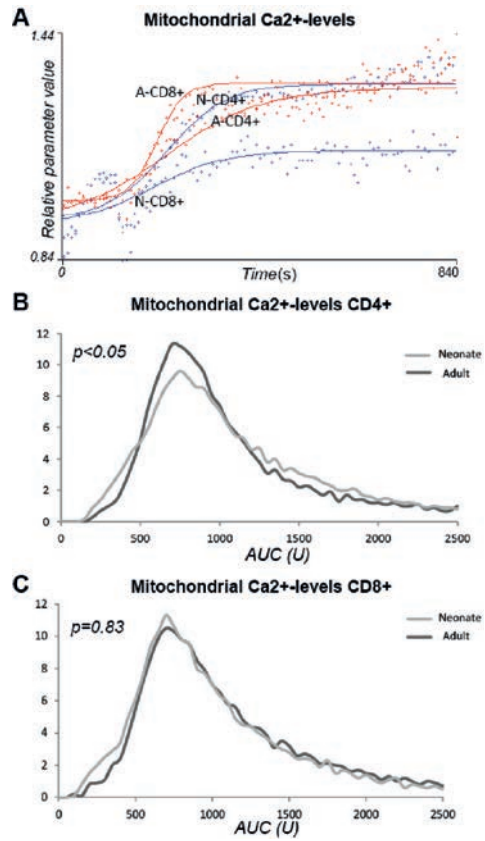 A
Mitochondrial Ca2+-levels
1.44
Relative parameter value
A-CD8+
N-CD4+
A-CD4+
N-CD8+
0.84
0
Time(s)
840
B
Mitochondrial Ca2+-levels CD4+
12
p<0.05
Neonate
10
Adult
8
6
4
2
0
0
500
1000
1500
2000
2500
AUC (U)
C
Mitochondrial Ca2+-levels CD8+
12
p=0.83
Neonate
10
Adult
8
6
4
2
0
0
500
1000
1500
2000
2500
AUC (U)